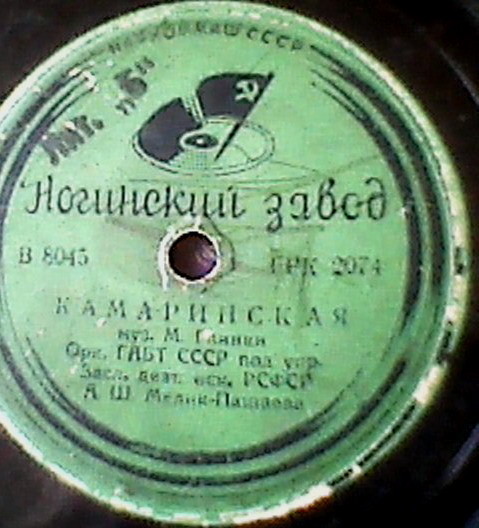 СССР
Лит. „Б"
Ногинский завод
В 8045
ГРК 2074
КАМАРИНСКАЯ
муз. М. Глинки
Орк. ГАБТ СССР под упр.
Засл. деят. иск. РСФСР
А. Ш. Мелик-Пашаева